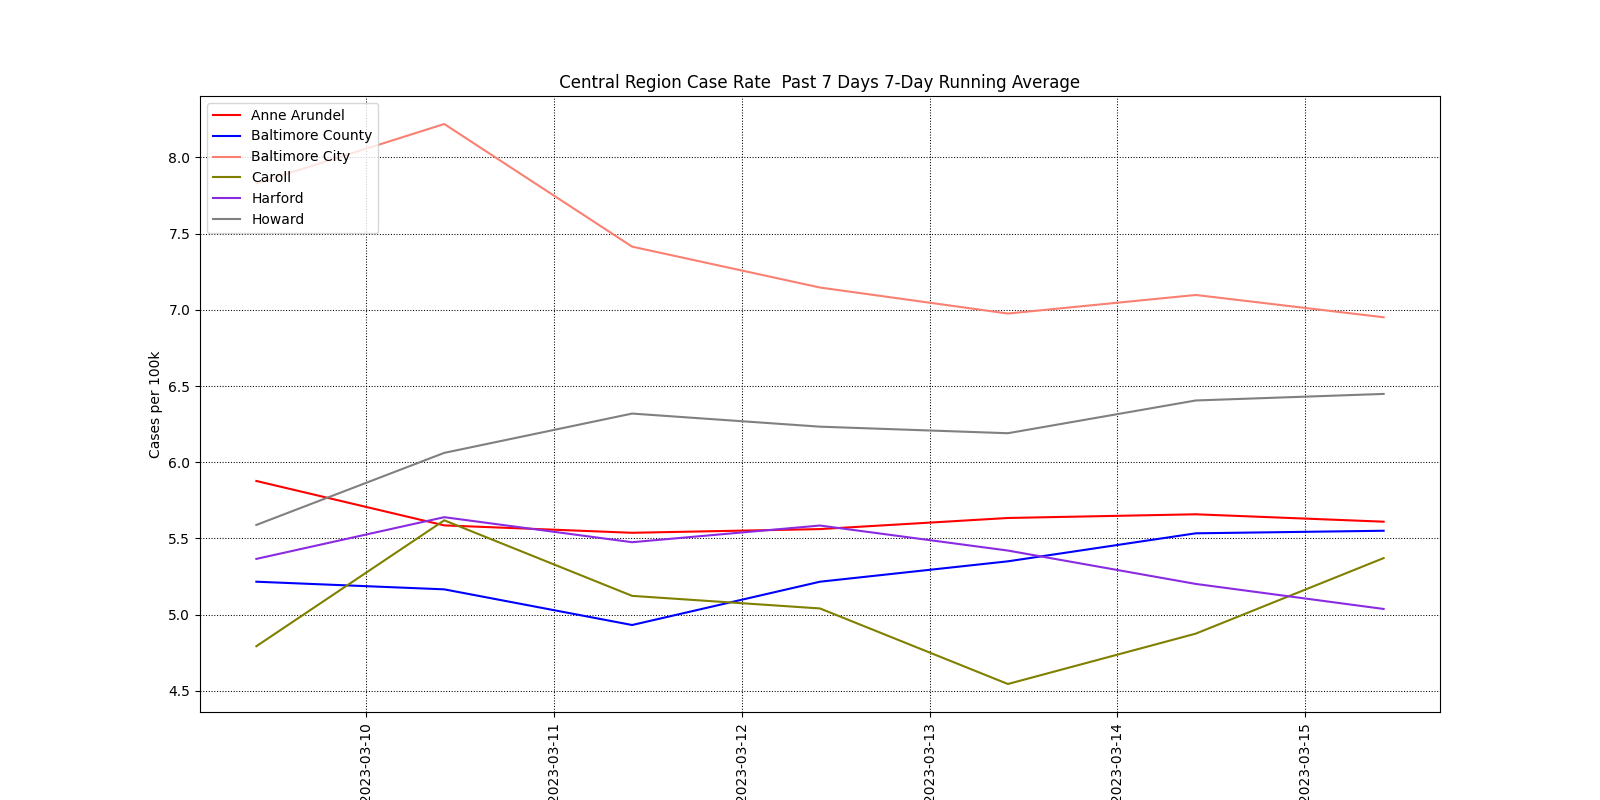 Central Region Case Rate  Past 7 Days 7-Day Running Average
Anne Arundel
Baltimore County
Baltimore City
Caroll
Harford
Howard
Cases per 100k
8.0
7.5
7.0
6.5
6.0
5.5
5.0
4.5
2023-03-10
2023-03-11
2023-03-12
2023-03-13
2023-03-14
2023-03-15